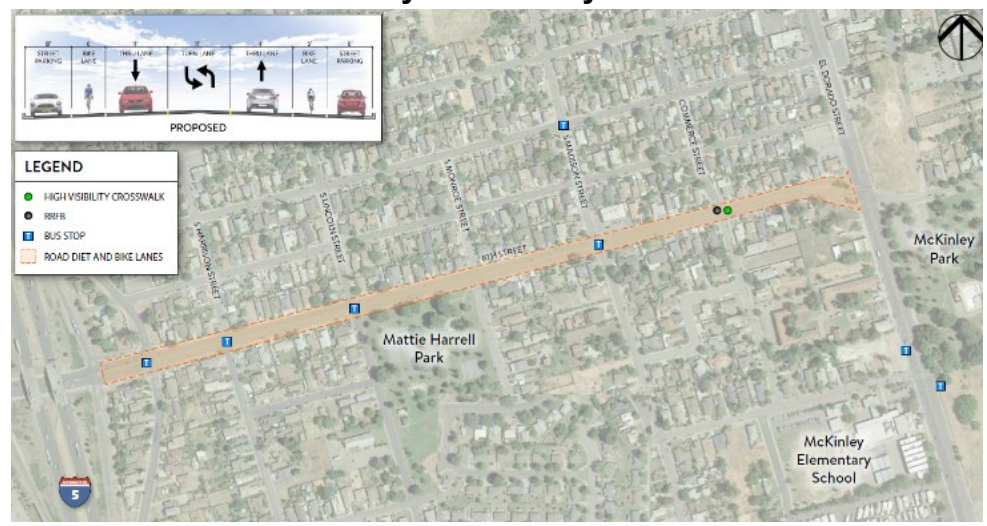 STREET
PARKING
BIKE
LANE
THRU LANE
TURN LANE
THRU LANE
BIKE
LANE
STREET
PARKING
PROPOSED
LEGEND
HIGH VISIBILITY CROSSWALK
RRFB
T BUS STOP
ROAD DIET AND BIKE LANES
EL DORADO STREET
COMMERCE STREET
S MADISON STREET
S MONROE STREET
S LINCOLN STREET
S HARRISON STREET
8TH STREET
McKinley
Park
Mattie Harrell
Park
McKinley
Elementary
School
5
T
T
T
T
T
T
T